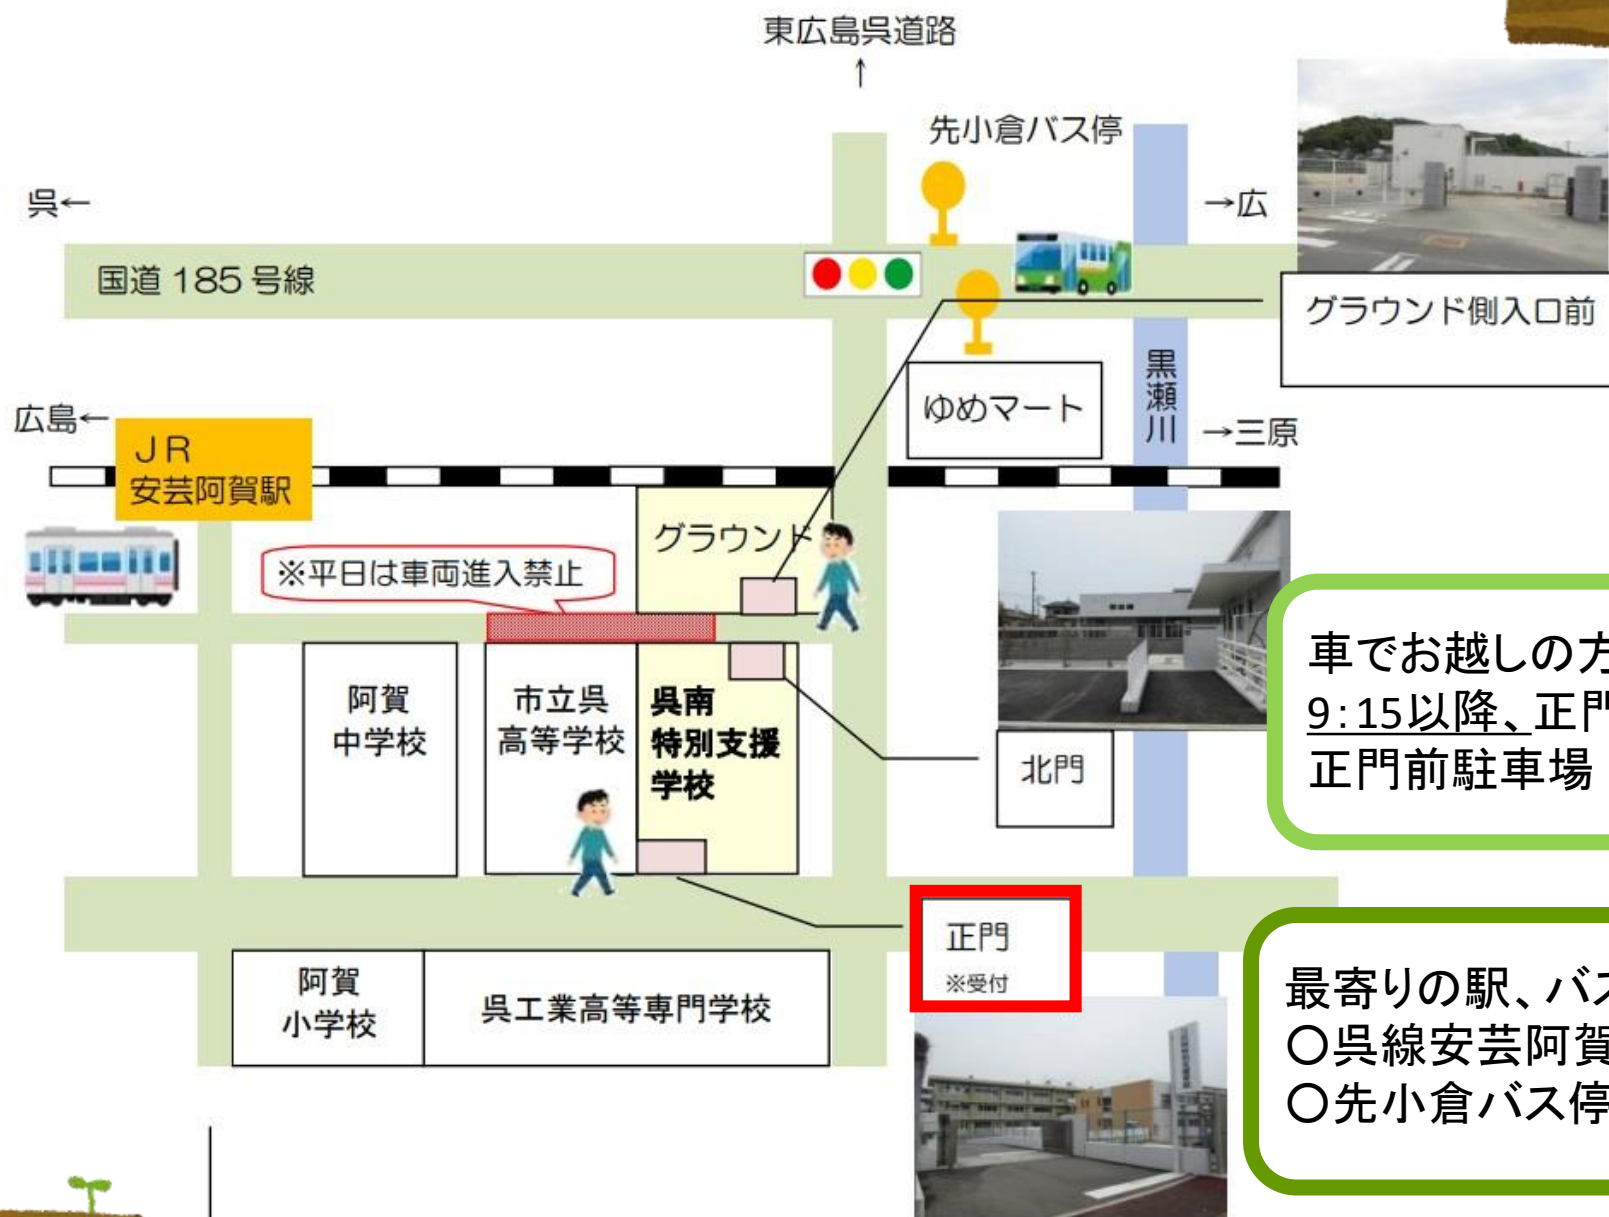 東広島呉道路
↑
先小倉バス停
呉←
→広
国道 185 号線
グラウンド側入口前
ゆめマート
黒瀬川
広島←
→三原
ＪＲ
安芸阿賀駅
グラウンド
※平日は車両進入禁止
阿賀
中学校
市立呉
高等学校
呉南
特別支援
学校
北門
車でお越しの方
9:15以降、正門
正門前駐車場
正門
※受付
阿賀
小学校
呉工業高等専門学校
最寄りの駅、バス
〇呉線安芸阿賀
〇先小倉バス停